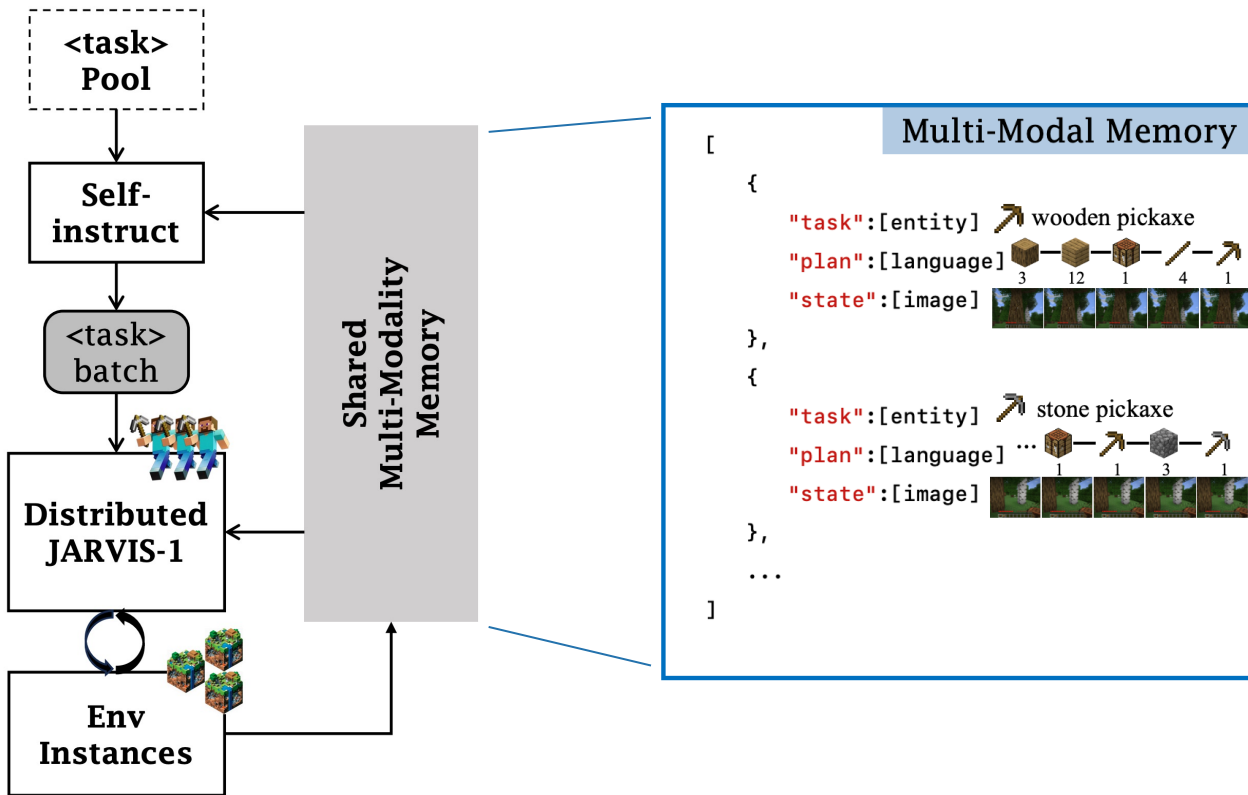 <task>
Pool
Self-
instruct
<task>
batch
Distributed
JARVIS-1
Env
Instances
Shared
Multi-Modality
Memory
Multi-Modal Memory
[
{
"task":[entity] wooden pickaxe
"plan":[language]
3 12 1 4 1
"state":[image]
},
{
"task":[entity] stone pickaxe
"plan":[language] ...
1 1 3 1
"state":[image]
},
...
]